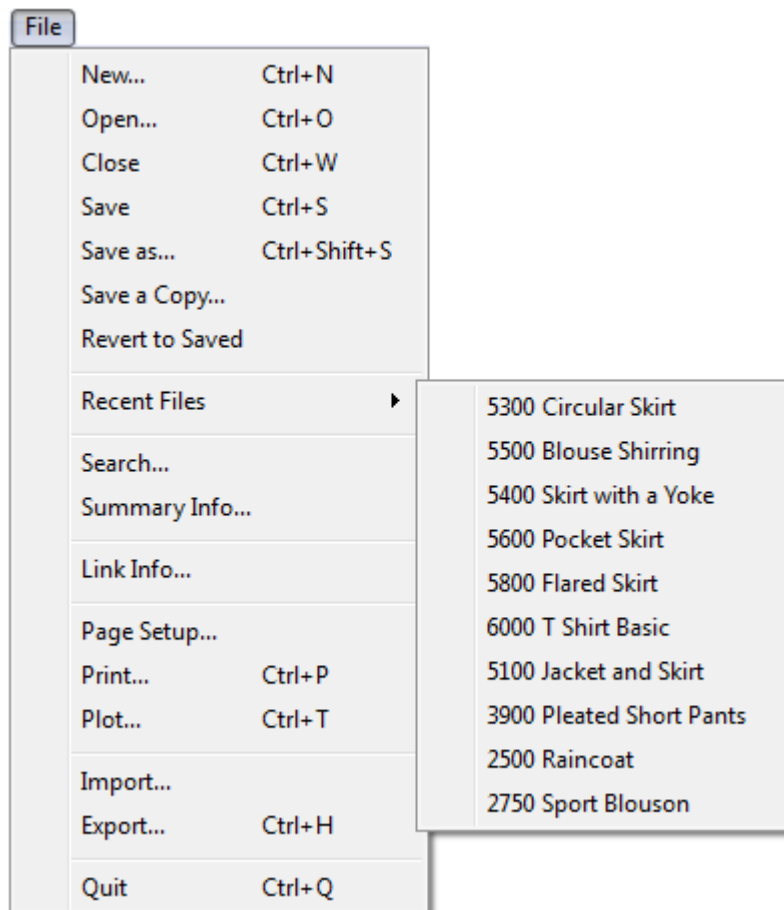 File
New... Ctrl+N
Open... Ctrl+O
Close Ctrl+W
Save Ctrl+S
Save as... Ctrl+Shift+S
Save a Copy...
Revert to Saved
Recent Files
Search...
Summary Info...
Link Info...
Page Setup...
Print... Ctrl+P
Plot... Ctrl+T
Import...
Export... Ctrl+H
Quit Ctrl+Q
5300 Circular Skirt
5500 Blouse Shirring
5400 Skirt with a Yoke
5600 Pocket Skirt
5800 Flared Skirt
6000 T Shirt Basic
5100 Jacket and Skirt
3900 Pleated Short Pants
2500 Raincoat
2750 Sport Blouson